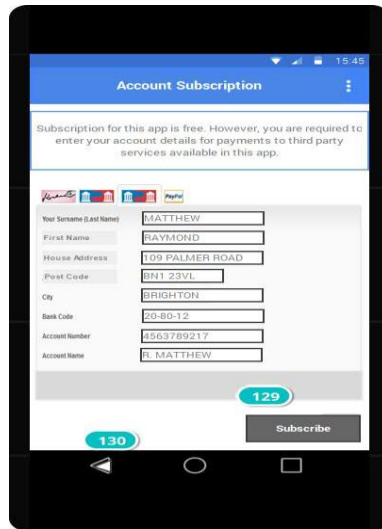 15:45
Account Subscription
Subscription for this app is free. However, you are required to
enter your account details for payments to third party
services available in this app.
PayPal
Your Surname (Last Name) MATTHEW
First Name RAYMOND
House Address 109 PALMER ROAD
Post Code BN1 23VL
City BRIGHTON
Bank Code 20-80-12
Account Number 4563789217
Account Name R. MATTHEW
129
Subscribe
130